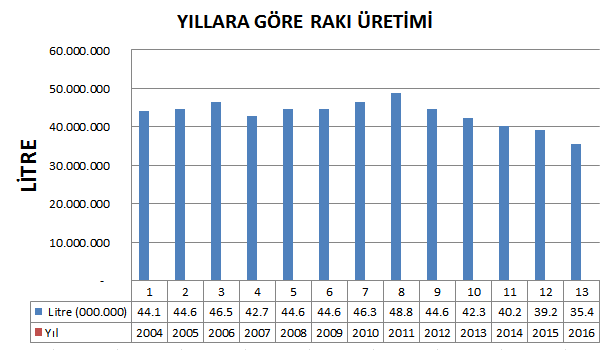 YILLARA GÖRE RAKI ÜRETİMİ
60.000.000
50.000.000
40.000.000
30.000.000
20.000.000
10.000.000
-
LİTRE
1 2 3 4 5 6 7 8 9 10 11 12 13
Litre (000.000) 44.1 44.6 46.5 42.7 44.6 44.6 46.3 48.8 44.6 42.3 40.2 39.2 35.4
Yıl 2004 2005 2006 2007 2008 2009 2010 2011 2012 2013 2014 2015 2016